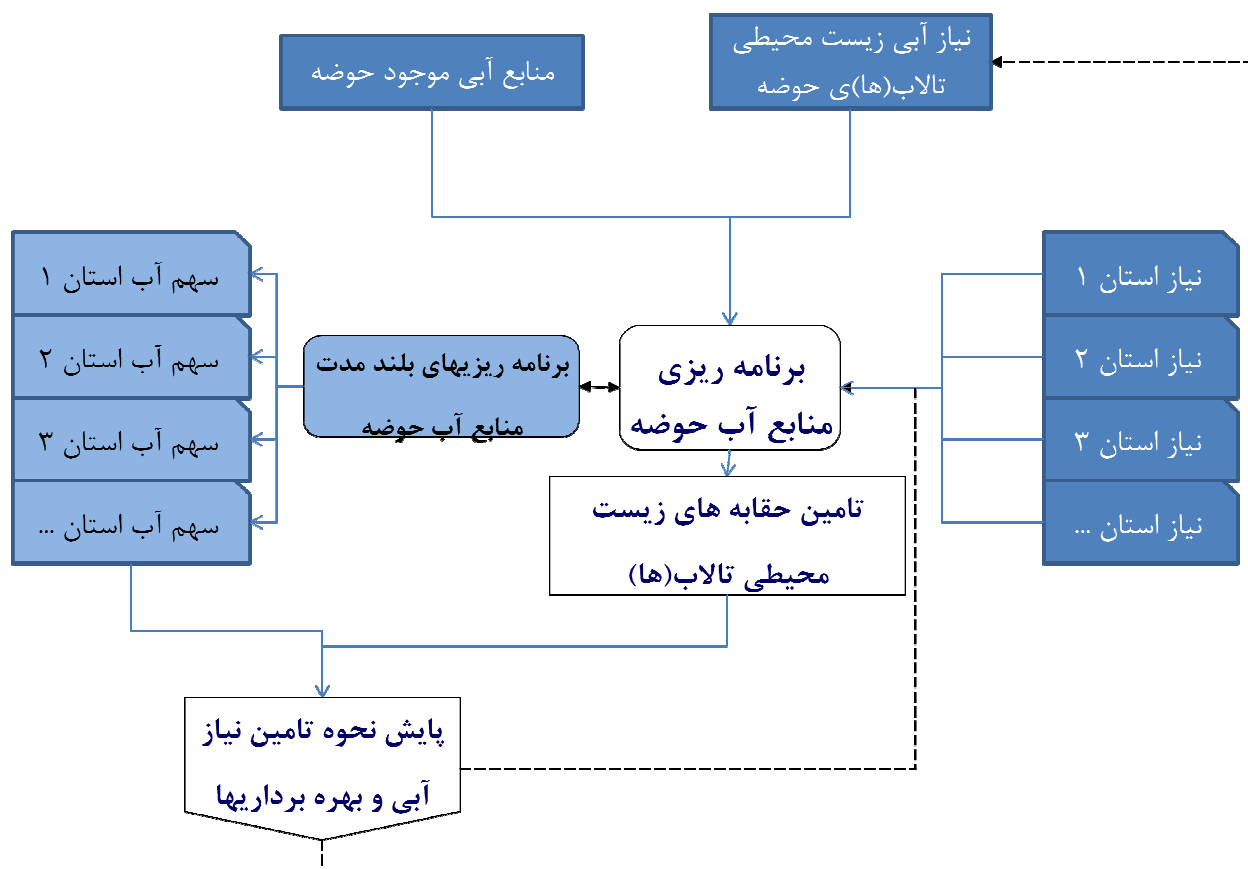 نیاز آبی زیست محیطی
تالاب(ها)ی حوضه
منابع آبی موجود حوضه
نیاز استان ۱
نیاز استان ۲
نیاز استان ۳
نیاز استان ...
برنامه ریزی
منابع آب حوضه
برنامه ریزیهای بلند مدت
منابع آب حوضه
سهم آب استان ۱
سهم آب استان ۲
سهم آب استان ۳
سهم آب استان ...
تامین حقابه های زیست
محیطی تالاب(ها)
پایش نحوه تامین نیاز
آبی و بهره برداریها